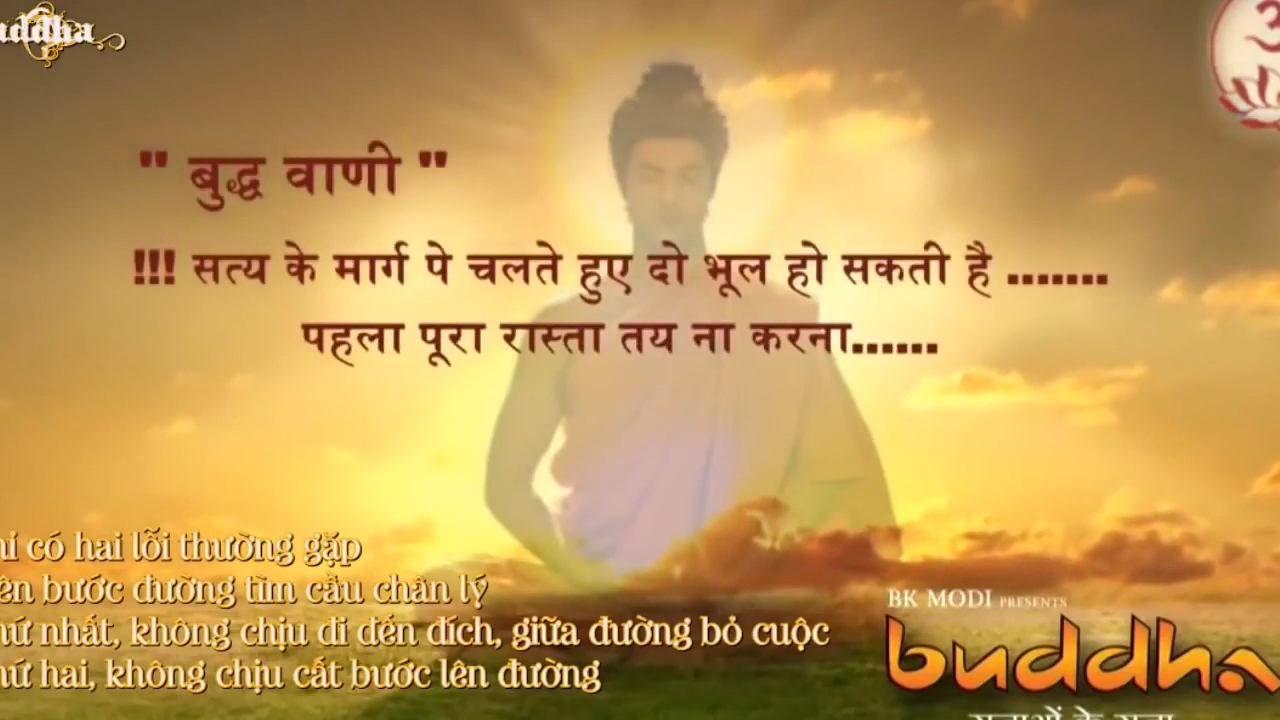 " बुद्ध वाणी "
!!! सत्य के मार्ग पे चलते हुए दो भूल हो सकती है .......
पहला पूरा रास्ता तय ना करना......
có hai lỗi thường gặp
bước đường tìm cầu chân lý
nhất, không chịu đi đến đích, giữa đường bỏ cuộc
hai, không chịu cất bước lên đường
BK MODI PRESENTS
buddha